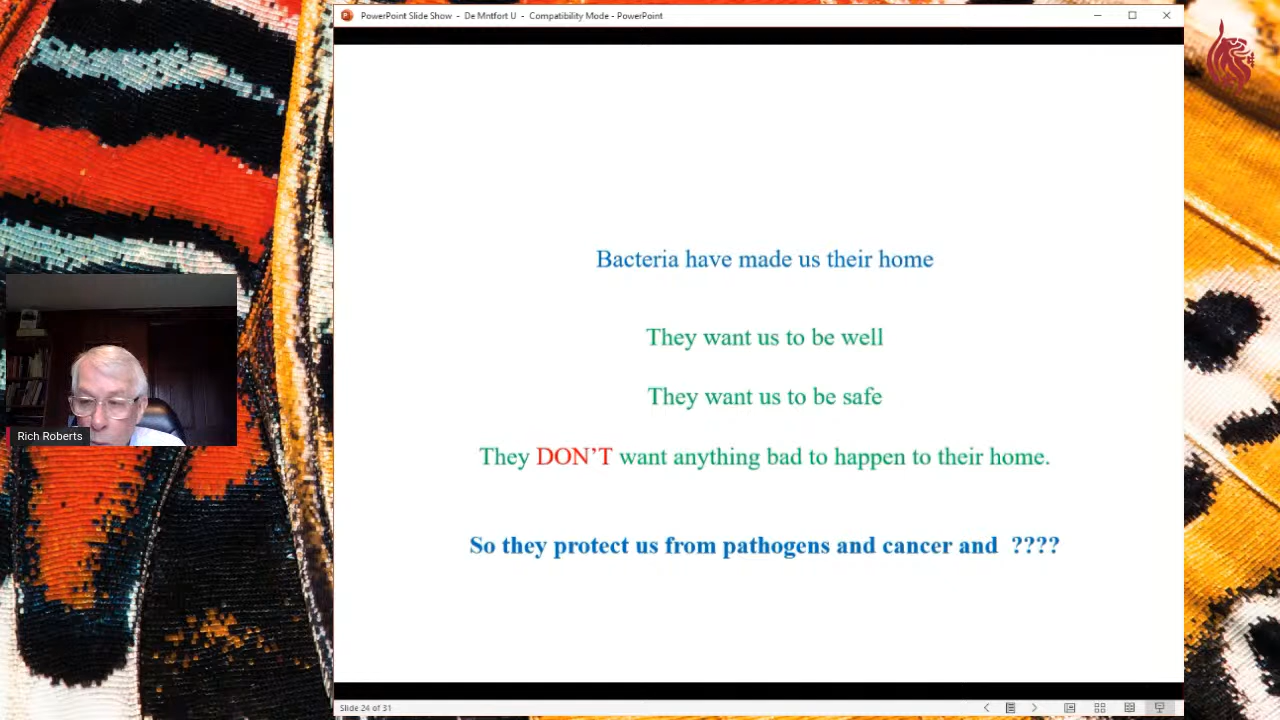 PowerPoint Slide Show - De Mntfort U - Compatibility Mode - PowerPoint
Bacteria have made us their home
They want us to be well
They want us to be safe
They DON'T want anything bad to happen to their home.
So they protect us from pathogens and cancer and ????
Rich Roberts
Slide 24 of 31